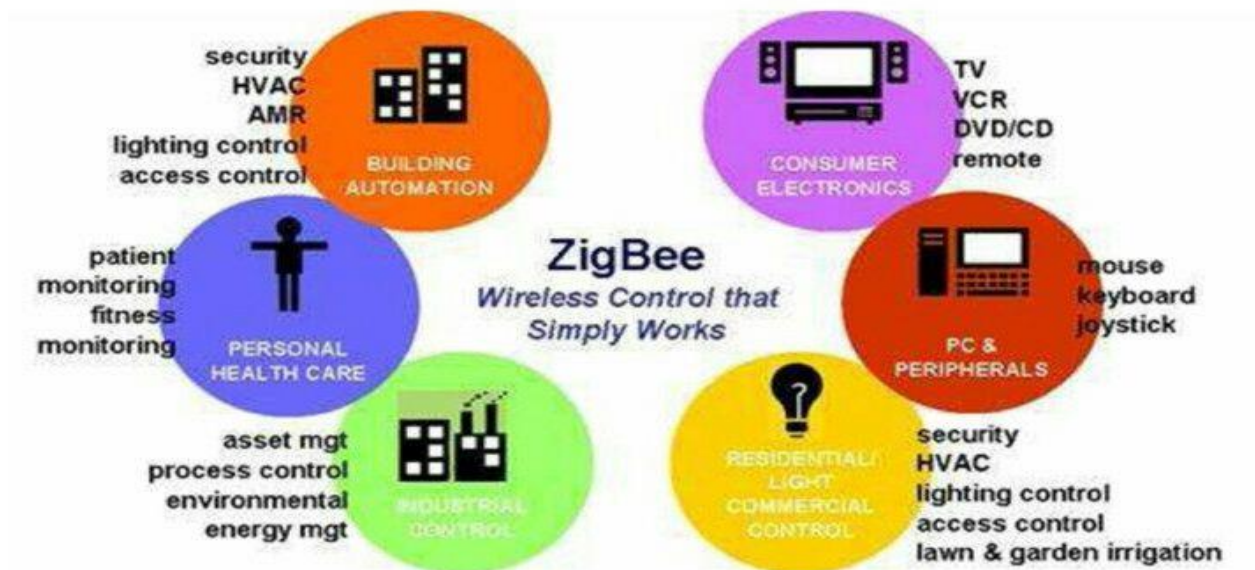 security
HVAC
AMR
lighting control
access control
BUILDING
AUTOMATION
TV
VCR
DVD/CD
remote
CONSUMER
ELECTRONICS
patient
monitoring
fitness
monitoring
PERSONAL
HEALTH CARE
ZigBee
Wireless Control that
Simply Works
mouse
keyboard
joystick
PC &
PERIPHERALS
asset mgt
process control
environmental
energy mgt
INDUSTRIAL
CONTROL
?
RESIDENTIAL/
LIGHT
COMMERCIAL
CONTROL
security
HVAC
lighting control
access control
lawn & garden irrigation